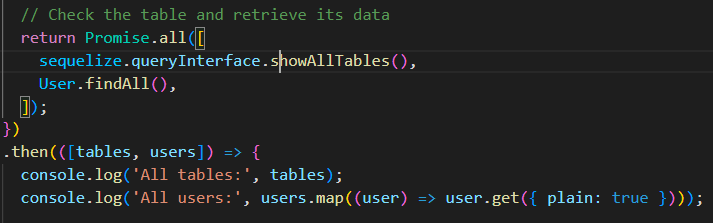 // Check the table and retrieve its data
return Promise.all([
sequelize.queryInterface.showAllTables(),
User.findAll(),
]);
})
.then(([tables, users]) => {
console.log('All tables:', tables);
console.log('All users:', users.map((user) => user.get({ plain: true })));